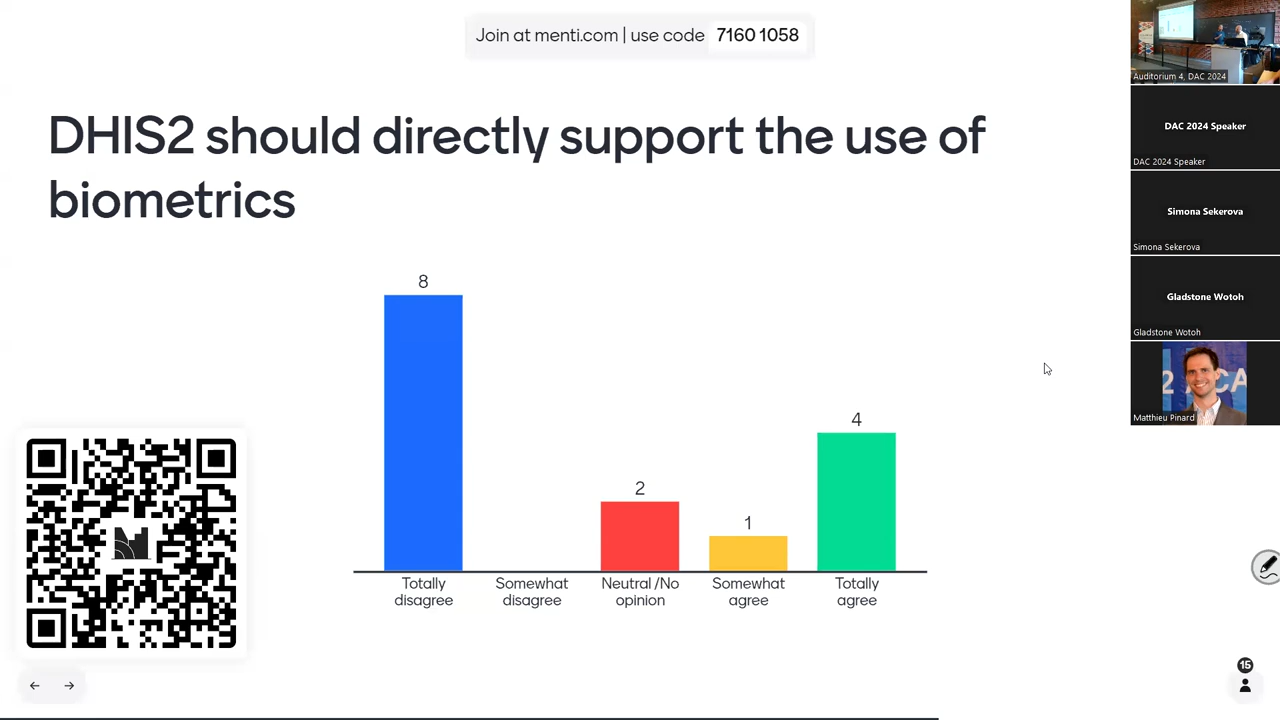 Join at menti.com | use code 7160 1058
DHIS2 should directly support the use of
biometrics
8
2
1
4
Totally
disagree
Somewhat
disagree
Neutral /No
opinion
Somewhat
agree
Totally
agree
15
Auditorium 4, DAC 2024
DAC 2024 Speaker
DAC 2024 Speaker
Simona Sekerova
Simona Sekerova
Gladstone Wotoh
Gladstone Wotoh
2
ACA
Matthieu Pinard